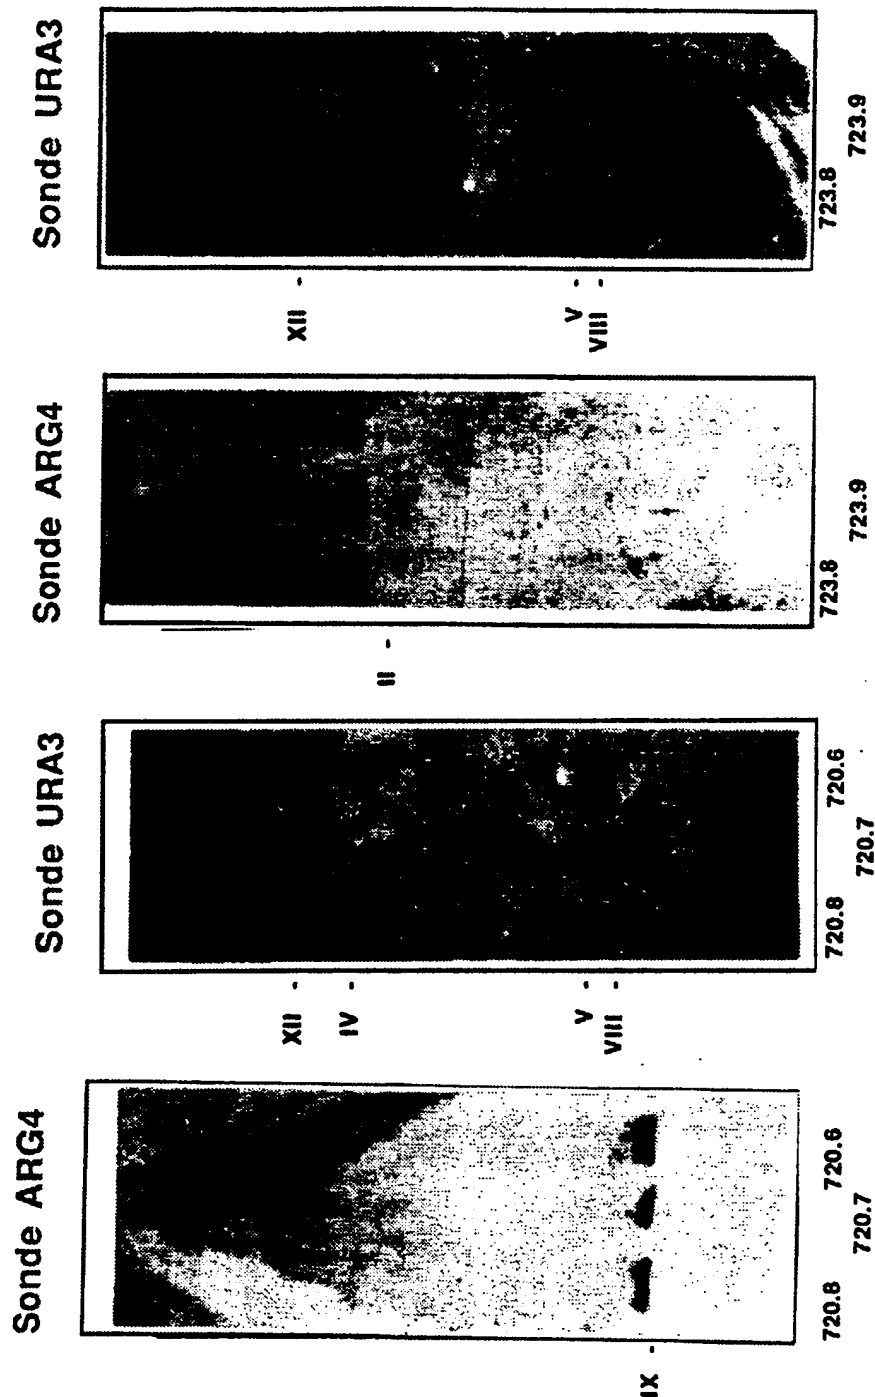 Sonde ARG4
IX
720.8 720.6
720.7
Sonde URA3
XII
IV
V
VIII
720.8 720.6
720.7
Sonde ARG4
II
723.8
723.9
Sonde URA3
XII
V
VIII
723.8
723.9